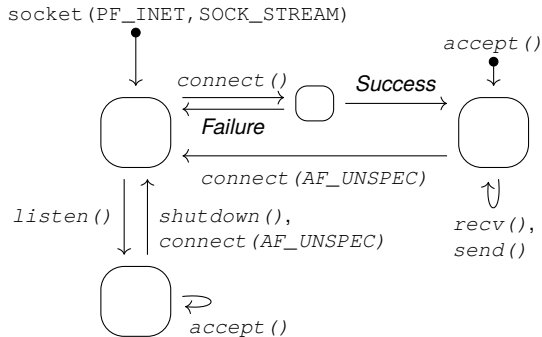 socket(PF_INET,SOCK_STREAM)
accept()
connect()
Success
Failure
connect(AF_UNSPEC)
listen()
shutdown(),
connect(AF_UNSPEC)
recv(),
send()
accept()